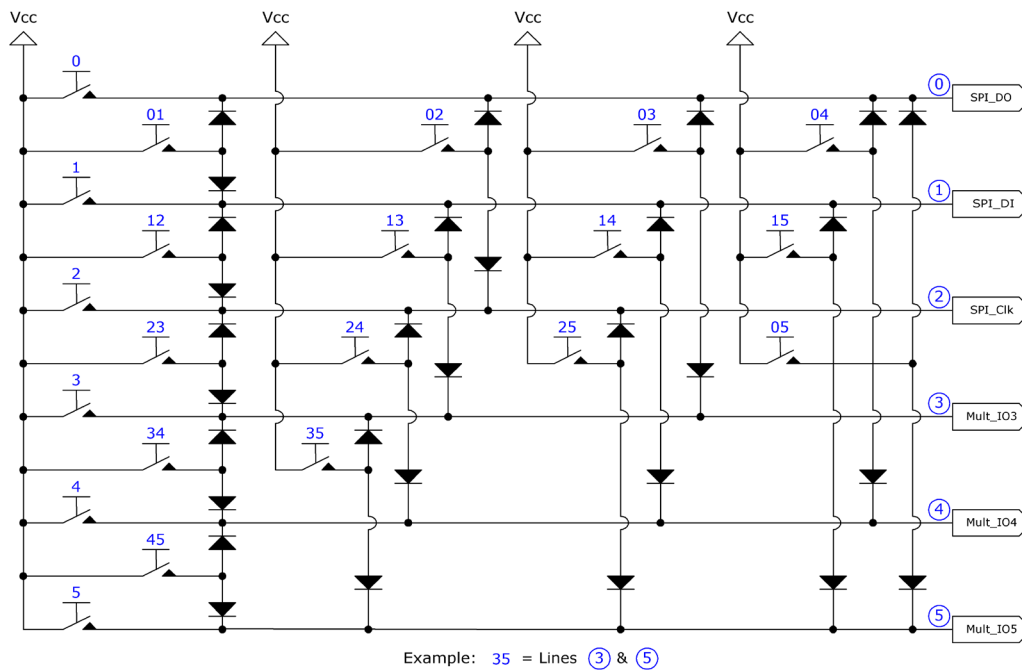 Vcc Vcc Vcc Vcc
0
0 SPI_DO
01 02 03 04
1
1 SPI_DI
12 13 14 15
2
2 SPI_Clk
23 24 25 05
3
3 Mult_IO3
34 35
4
4 Mult_IO4
45
5
5 Mult_IO5
Example: 35 = Lines 3 & 5